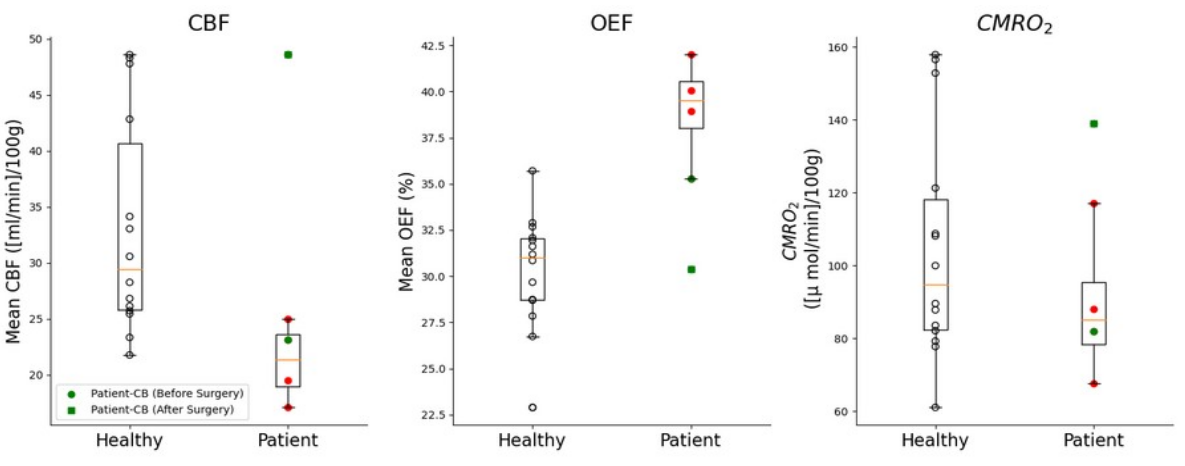 CBF
Mean CBF ([ml/min]/100g)
50
45
40
35
30
25
20
Patient-CB (Before Surgery)
Patient-CB (After Surgery)
Healthy
Patient
OEF
Mean OEF (%)
42.5
40.0
37.5
35.0
32.5
30.0
27.5
25.0
22.5
Healthy
Patient
CMRO₂
CMRO₂
([μ mol/min]/100g)
160
140
120
100
80
60
Healthy
Patient